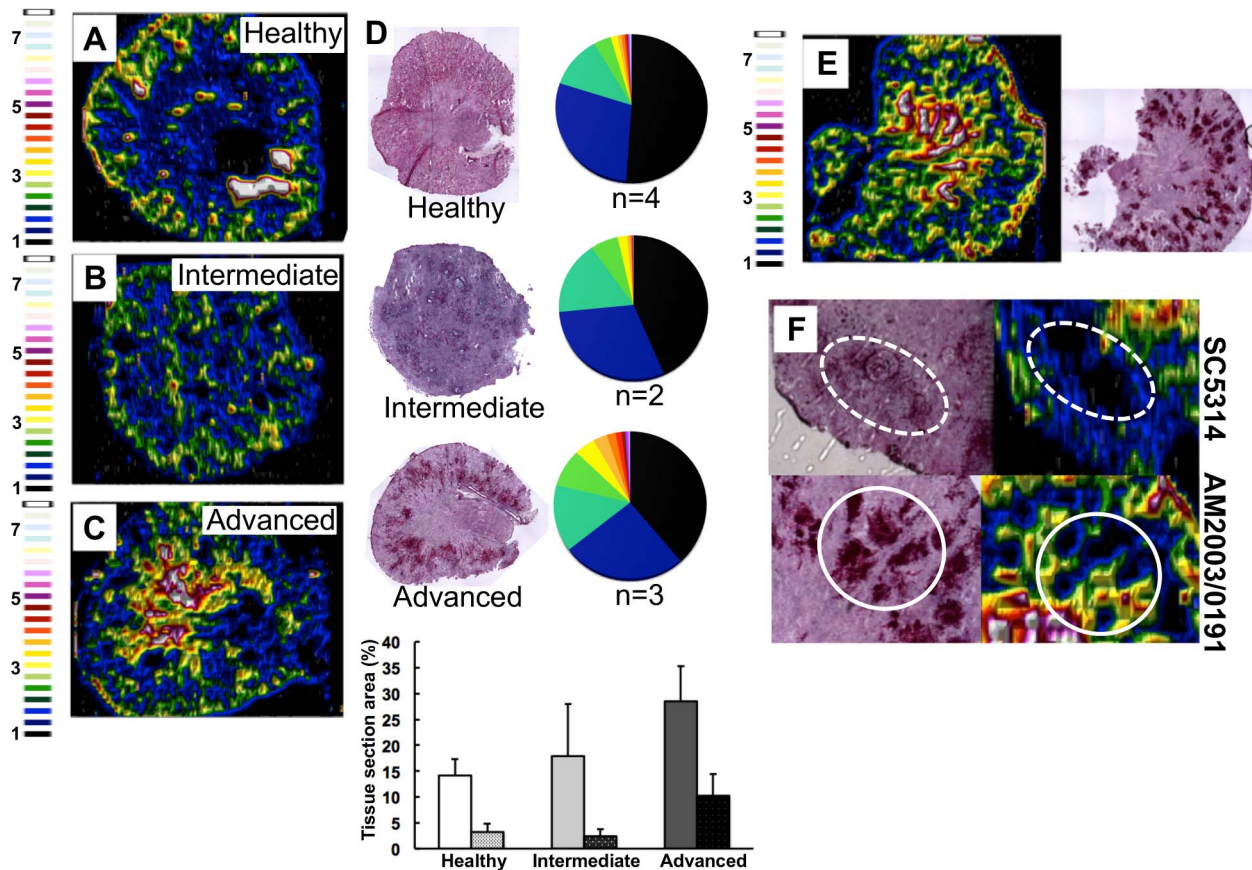 A
Healthy
7
5
3
1
B
Intermediate
7
5
3
1
C
Advanced
7
5
3
1
D
Healthy
n=4
Intermediate
n=2
Advanced
n=3
Tissue section area (%)
40
35
30
25
20
15
10
5
0
Healthy
Intermediate
Advanced
E
7
5
3
1
F
SC5314
AM2003/0191